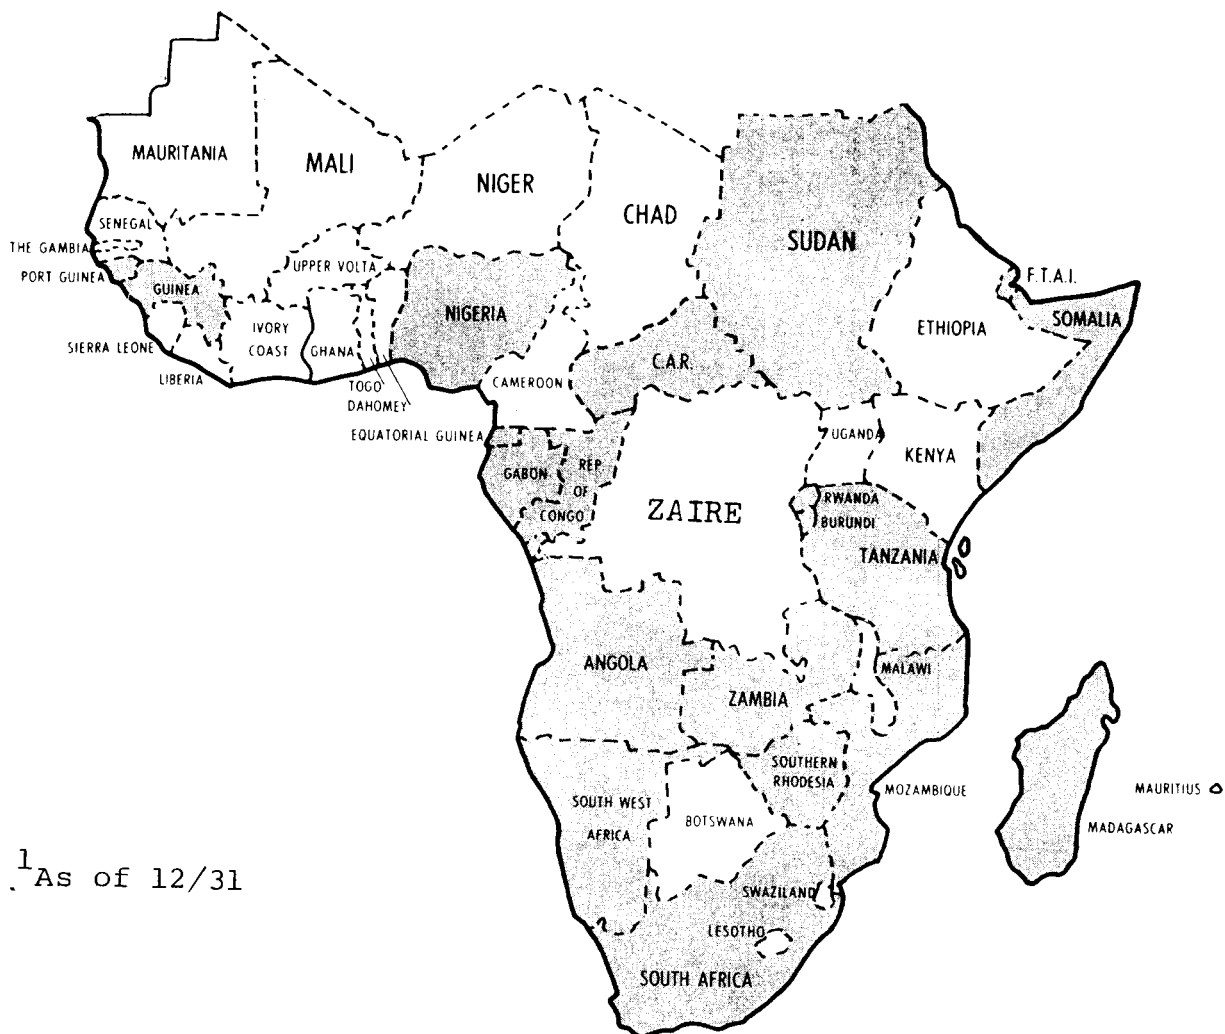 MAURITANIA
MALI
NIGER
CHAD
SUDAN
SENEGAL
THE GAMBIA
PORT GUINEA
GUINEA
UPPER VOLTA
NIGERIA
F.T.A.I.
SOMALIA
ETHIOPIA
SIERRA LEONE
IVORY
COAST
GHANA
LIBERIA
TOGO
DAHOMEY
CAMEROON
C.A.R.
EQUATORIAL GUINEA
UGANDA
KENYA
GABON
REP
OF
CONGO
ZAIRE
RWANDA
BURUNDI
TANZANIA
ANGOLA
ZAMBIA
MALAWI
SOUTHERN
RHODESIA
MOZAMBIQUE
MAURITIUS
MADAGASCAR
SOUTH WEST
AFRICA
BOTSWANA
1As of 12/31
SWAZILAND
LESOTHO
SOUTH AFRICA